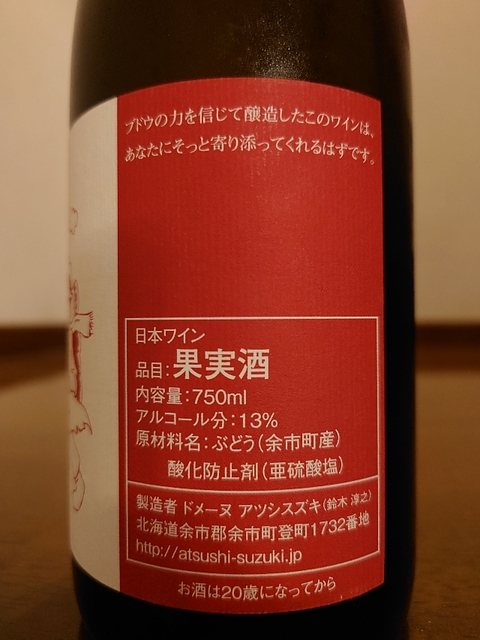 ブドウの力を信じて醸造したこのワインは、
あなたにそっと寄り添ってくれるはずです。
日本ワイン
品目：果実酒
内容量：750ml
アルコール分：13%
原材料名：ぶどう（余市町産）
酸化防止剤（亜硫酸塩）
製造者 ドメーヌ アツシスズキ（鈴木 淳之）
北海道余市郡余市町登町1732番地
http://atsushi-suzuki.jp
お酒は20歳になってから